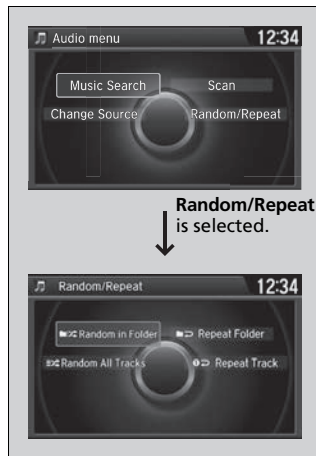 Audio menu 12:34
Music Search Scan
Change Source Random/Repeat
Random/Repeat
is selected.
Random/Repeat 12:34
Random in Folder Repeat Folder
Random All Tracks Repeat Track